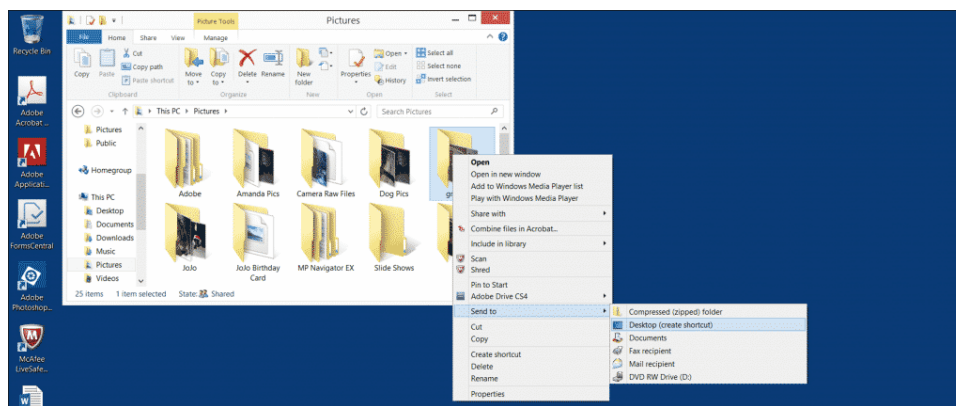 Recycle Bin
Adobe
Acrobat ...
Adobe
Applicati...
Adobe
FormsCentral
Adobe
Photoshop...
McAfee
LiveSafe...
Picture Tools
Pictures
File
Home
Share
View
Manage
Copy
Paste
Cut
Copy path
Paste shortcut
Clipboard
Move
to
Copy
to
Delete
Rename
Organize
New
folder
New
Properties
Open
Edit
History
Open
Select all
Select none
Invert selection
Select
This PC
Pictures
Search Pictures
Pictures
Public
Homegroup
This PC
Desktop
Documents
Downloads
Music
Pictures
Videos
Adobe
Amanda Pics
Camera Raw Files
Dog Pics
JoJo
JoJo Birthday
Card
MP Navigator EX
Slide Shows
25 items
1 item selected
State:
Shared
Open
Open in new window
Add to Windows Media Player list
Play with Windows Media Player
Share with
Combine files in Acrobat...
Include in library
Scan
Shred
Pin to Start
Adobe Drive CS4
Send to
Cut
Copy
Create shortcut
Delete
Rename
Properties
Compressed (zipped) folder
Desktop (create shortcut)
Documents
Fax recipient
Mail recipient
DVD RW Drive (D:)